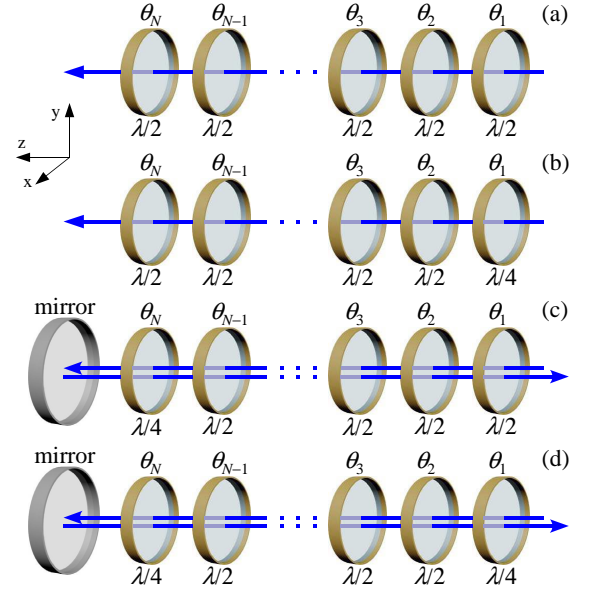 θN θN−1 θ3 θ2 θ1 (a)
λ/2 λ/2 λ/2 λ/2 λ/2
y
z
x
θN θN−1 θ3 θ2 θ1 (b)
λ/2 λ/2 λ/2 λ/2 λ/4
mirror θN θN−1 θ3 θ2 θ1 (c)
λ/4 λ/2 λ/2 λ/2 λ/2
mirror θN θN−1 θ3 θ2 θ1 (d)
λ/4 λ/2 λ/2 λ/2 λ/4